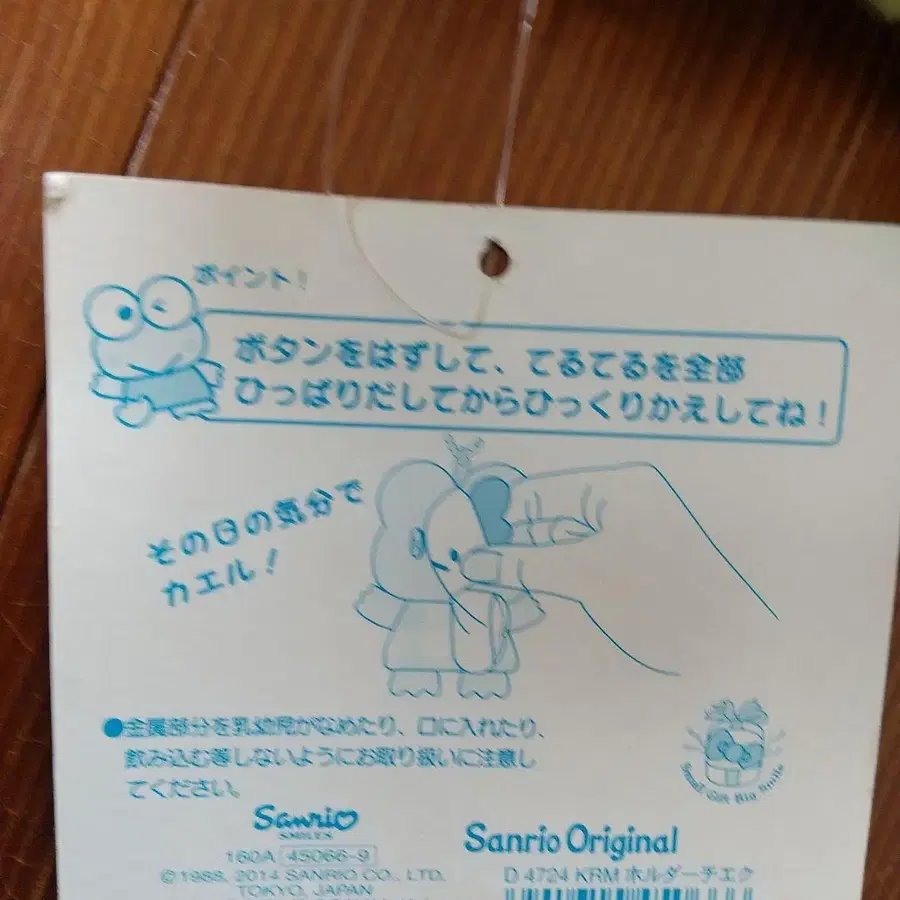 ポイント!
ボタンをはずして、てるてるを全部
ひっぱりだしてからひっくりかえしてね!
その日の気分で
カエル!
●金属部分を乳幼児がなめたり、口に入れたり、
飲み込む等しないようにお取り扱いに注意し
てください。
Small Gift Big Smile
Sanrio
SMILES
160A 45066-9
©1988, 2014 SANRIO CO., LTD.
TOKYO, JAPAN
Sanrio Original
D 4724 KRM ホルダーチエク